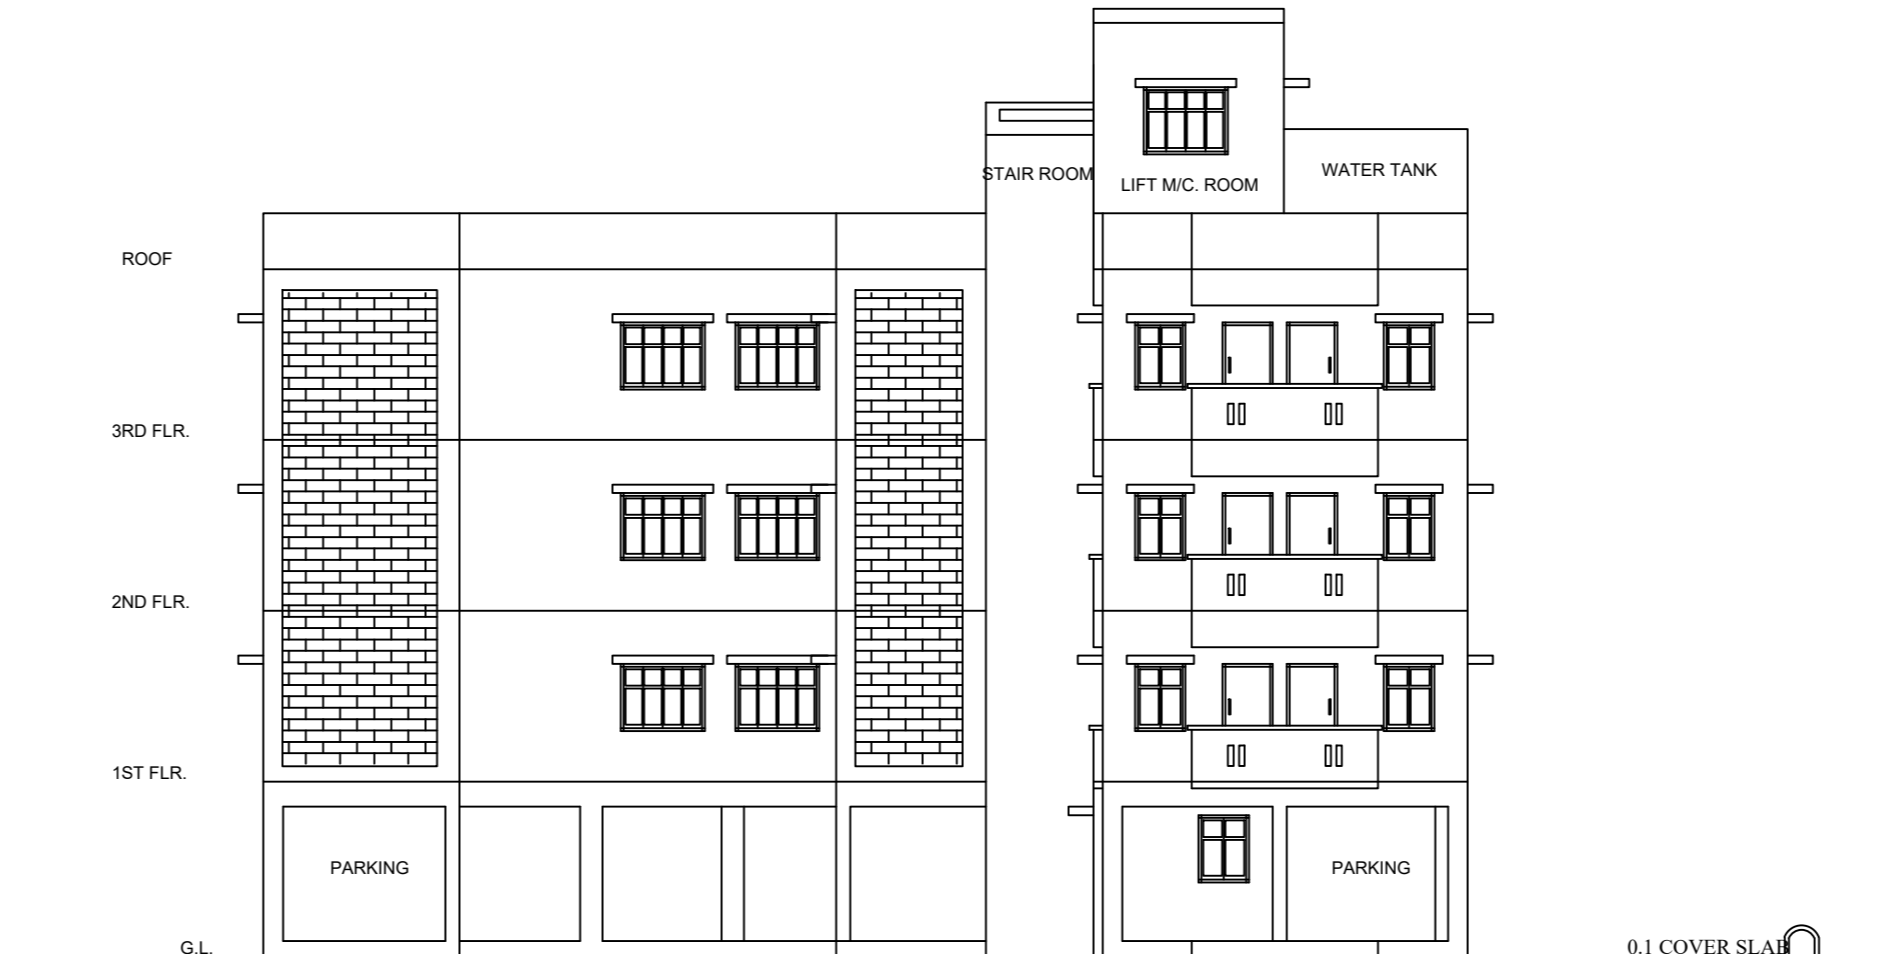 STAIR ROOM
LIFT M/C. ROOM
WATER TANK
ROOF
3RD FLR.
2ND FLR.
1ST FLR.
PARKING
PARKING
G.L.
0.1 COVER SLAB